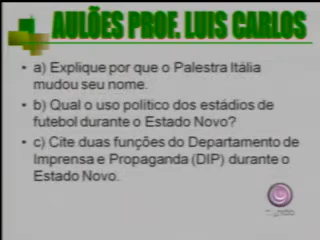 AULÕES PROF. LUIS CARLOS
• a) Explique por que o Palestra Itália
mudou seu nome.
• b) Qual o uso político dos estádios de
futebol durante o Estado Novo?
• c) Cite duas funções do Departamento de
Imprensa e Propaganda (DIP) durante o
Estado Novo.